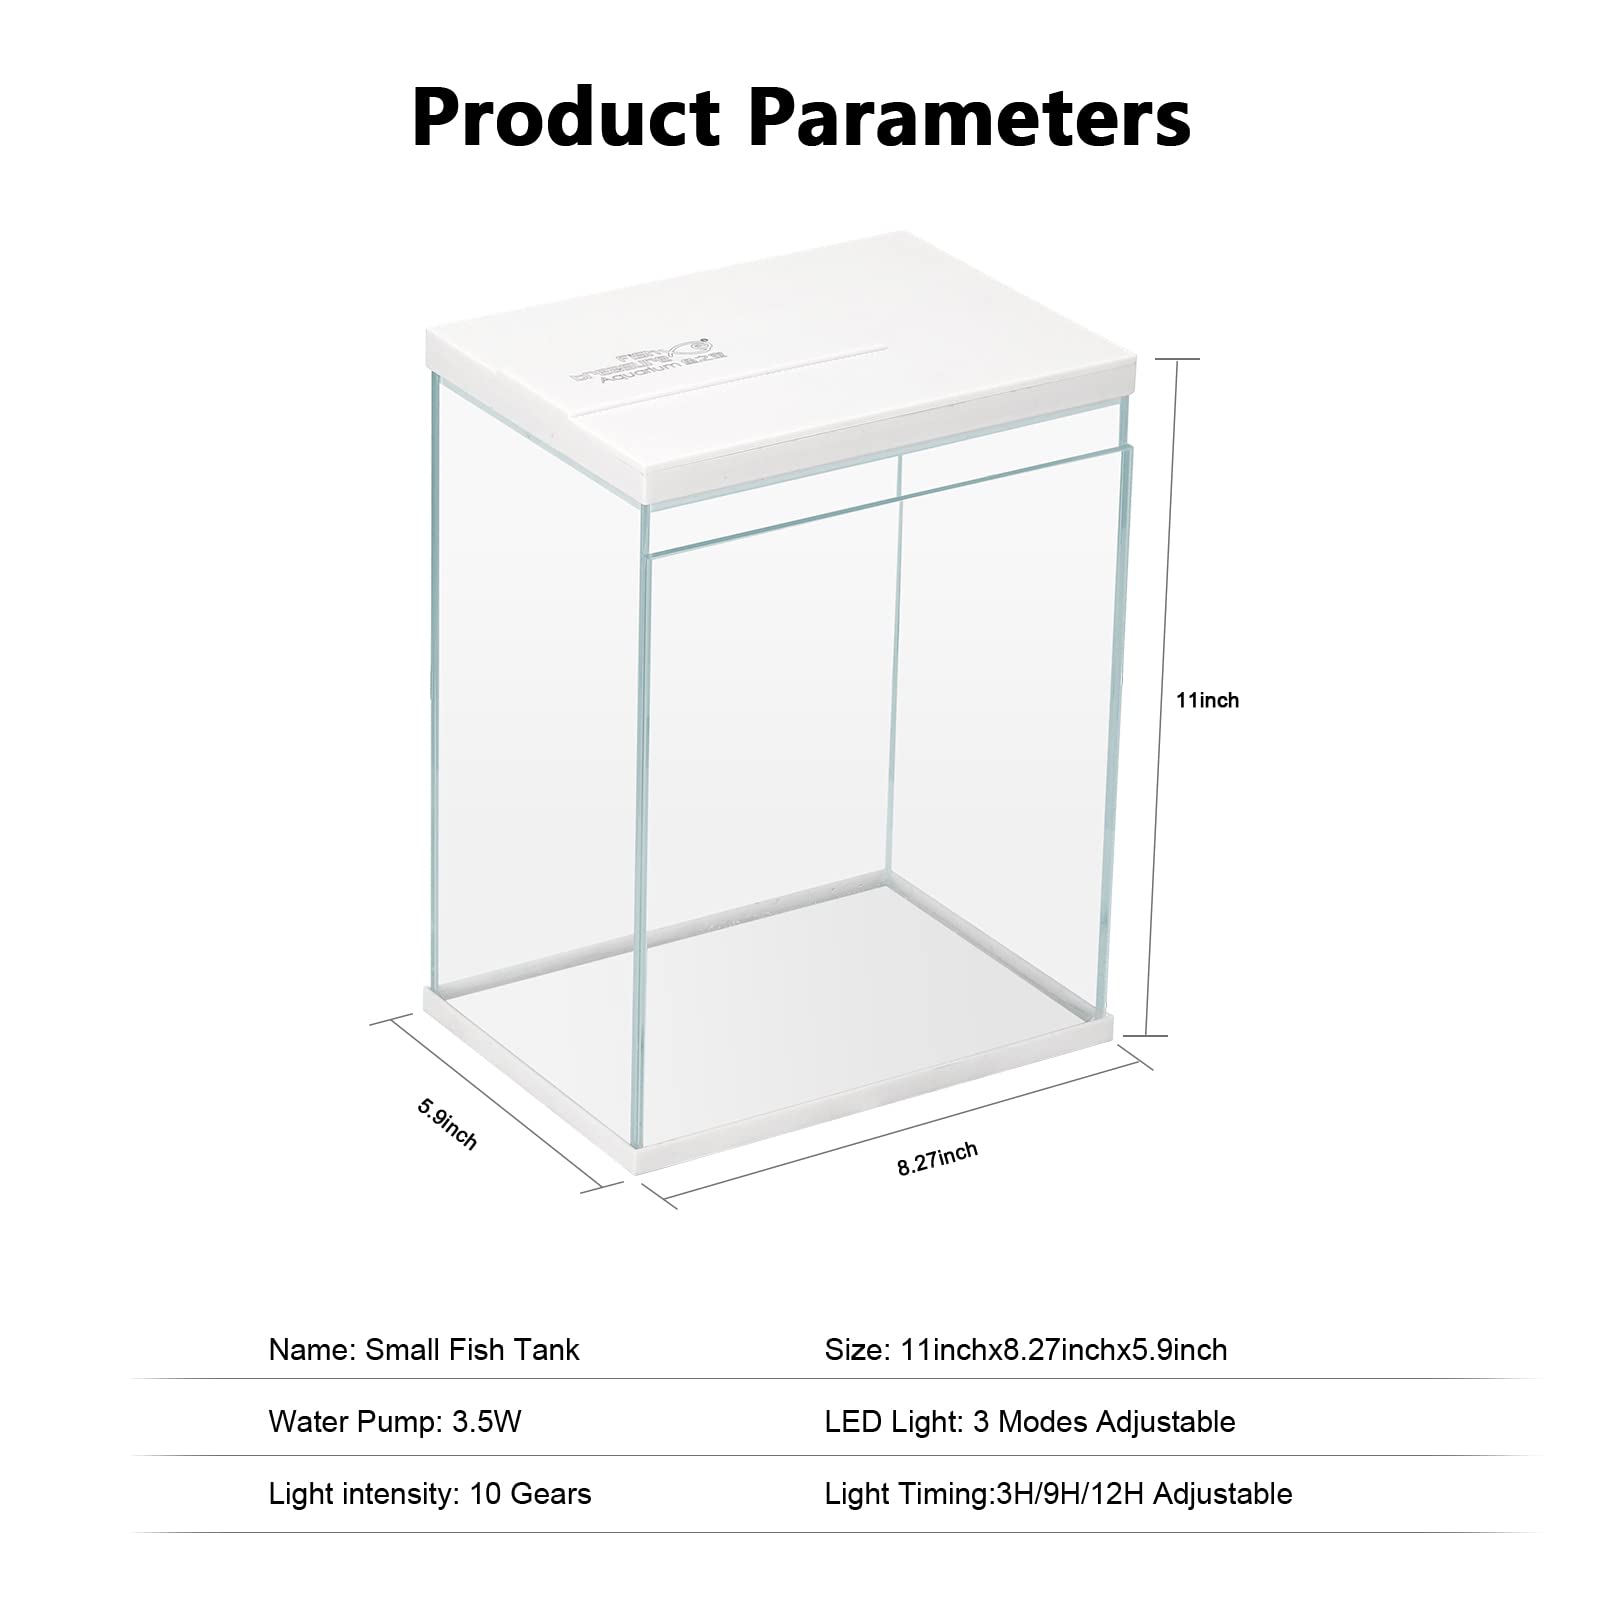 Product Parameters
FISH
Aquarium
11inch
5.9inch
8.27inch
Name: Small Fish Tank
Size: 11inchx8.27inchx5.9inch
Water Pump: 3.5W
LED Light: 3 Modes Adjustable
Light intensity: 10 Gears
Light Timing:3H/9H/12H Adjustable